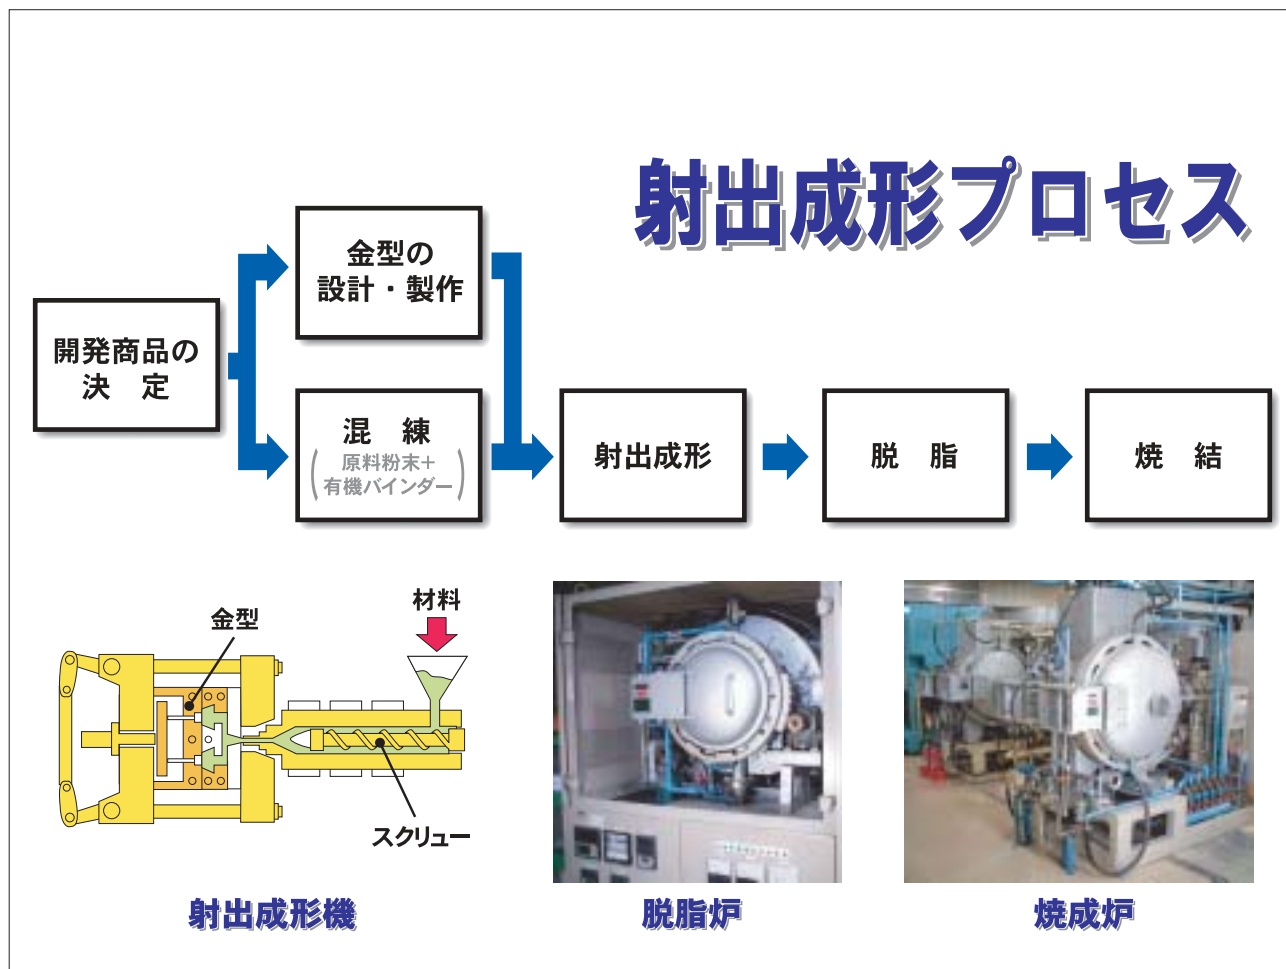 射出成形プロセス
開発商品の
決　定
金型の
設計・製作
混　練
(原料粉末＋
有機バインダー)
射出成形
脱　脂
焼　結
金型
材料
スクリュー
射出成形機
脱脂炉
焼成炉